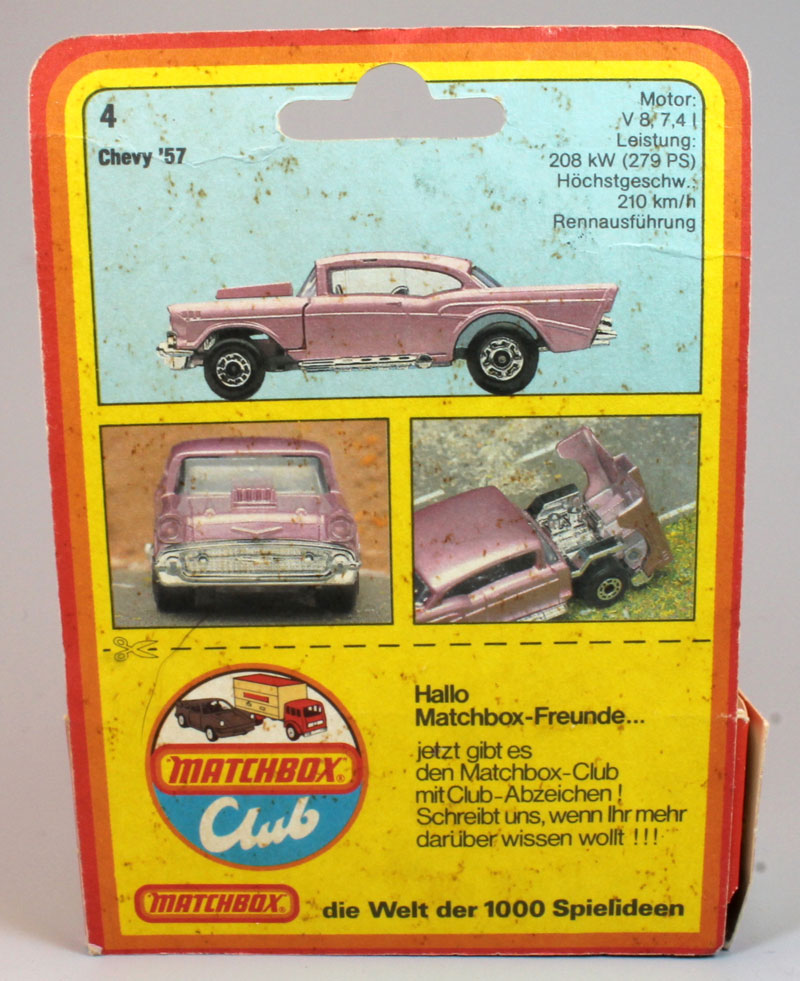 4
Chevy '57
Motor:
V 8, 7,4 l
Leistung:
208 kW (279 PS)
Höchstgeschw.:
210 km/h
Rennausführung
MATCHBOX®
Club
Hallo
Matchbox-Freunde...
jetzt gibt es
den Matchbox-Club
mit Club-Abzeichen!
Schreibt uns, wenn Ihr mehr
darüber wissen wollt !!!
MATCHBOX® die Welt der 1000 Spielideen